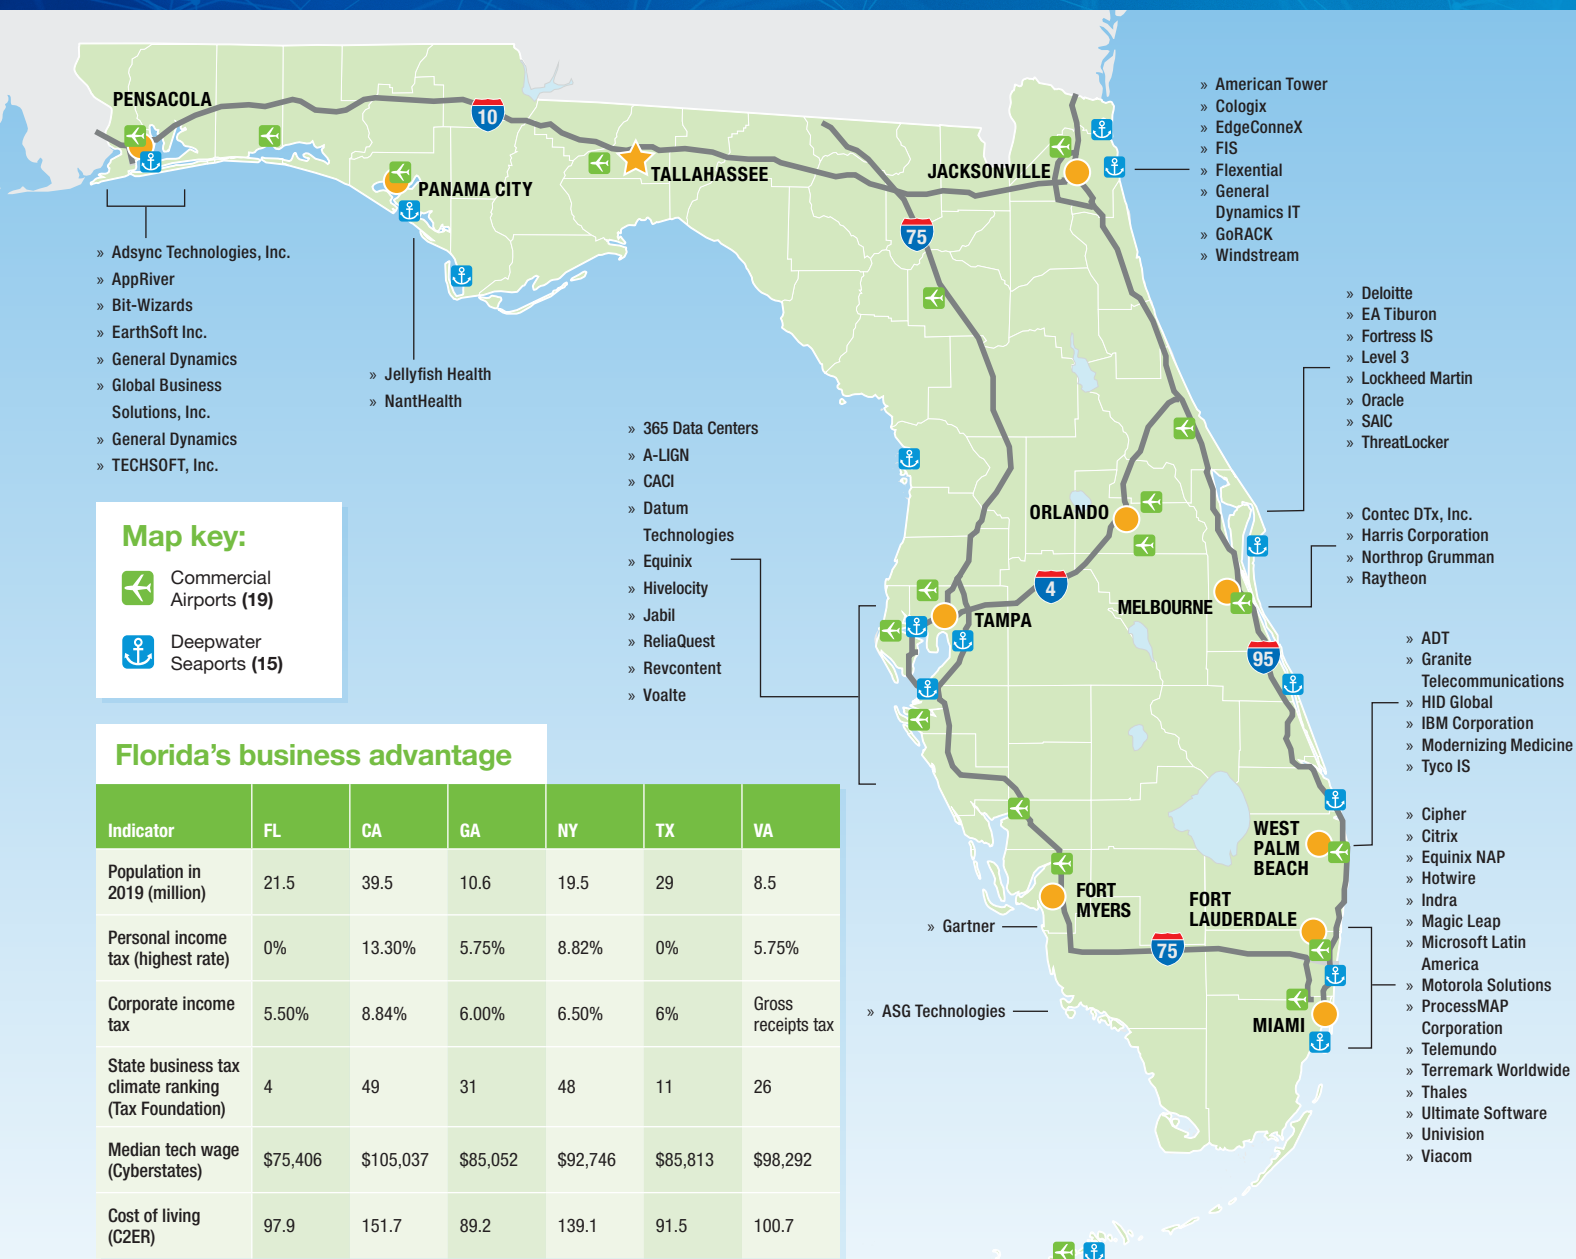 PENSACOLA
10
TALLAHASSEE
PANAMA CITY
JACKSONVILLE
75
» American Tower
» Cologix
» EdgeConneX
» FIS
» Flexential
» General
Dynamics IT
» GoRACK
» Windstream
» Adsync Technologies, Inc.
» AppRiver
» Bit-Wizards
» EarthSoft Inc.
» General Dynamics
» Global Business
Solutions, Inc.
» General Dynamics
» TECHSOFT, Inc.
» Jellyfish Health
» NantHealth
» Deloitte
» EA Tiburon
» Fortress IS
» Level 3
» Lockheed Martin
» Oracle
» SAIC
» ThreatLocker
» 365 Data Centers
» A-LIGN
» CACI
» Datum
Technologies
» Equinix
» Hivelocity
» Jabil
» ReliaQuest
» Revcontent
» Voalte
ORLANDO
4
TAMPA
MELBOURNE
95
» Contec DTx, Inc.
» Harris Corporation
» Northrop Grumman
» Raytheon
» ADT
» Granite
Telecommunications
» HID Global
» IBM Corporation
» Modernizing Medicine
» Tyco IS
WEST
PALM
BEACH
FORT
MYERS
FORT
LAUDERDALE
75
MIAMI
» Gartner
» ASG Technologies
» Cipher
» Citrix
» Equinix NAP
» Hotwire
» Indra
» Magic Leap
» Microsoft Latin
America
» Motorola Solutions
» ProcessMAP
Corporation
» Telemundo
» Terremark Worldwide
» Thales
» Ultimate Software
» Univision
» Viacom
Map key:
Commercial
Airports (19)
Deepwater
Seaports (15)
Florida's business advantage
Indicator FL CA GA NY TX VA
Population in
2019 (million) 21.5 39.5 10.6 19.5 29 8.5
Personal income
tax (highest rate) 0% 13.30% 5.75% 8.82% 0% 5.75%
Corporate income
tax 5.50% 8.84% 6.00% 6.50% 6% Gross
receipts tax
State business tax
climate ranking
(Tax Foundation) 4 49 31 48 11 26
Median tech wage
(Cyberstates) $75,406 $105,037 $85,052 $92,746 $85,813 $98,292
Cost of living
(C2ER) 97.9 151.7 89.2 139.1 91.5 100.7